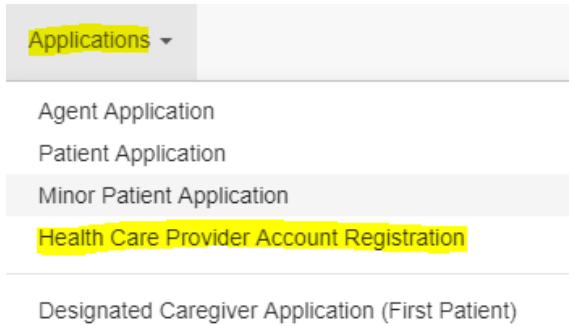 Applications
Agent Application
Patient Application
Minor Patient Application
Health Care Provider Account Registration
Designated Caregiver Application (First Patient)